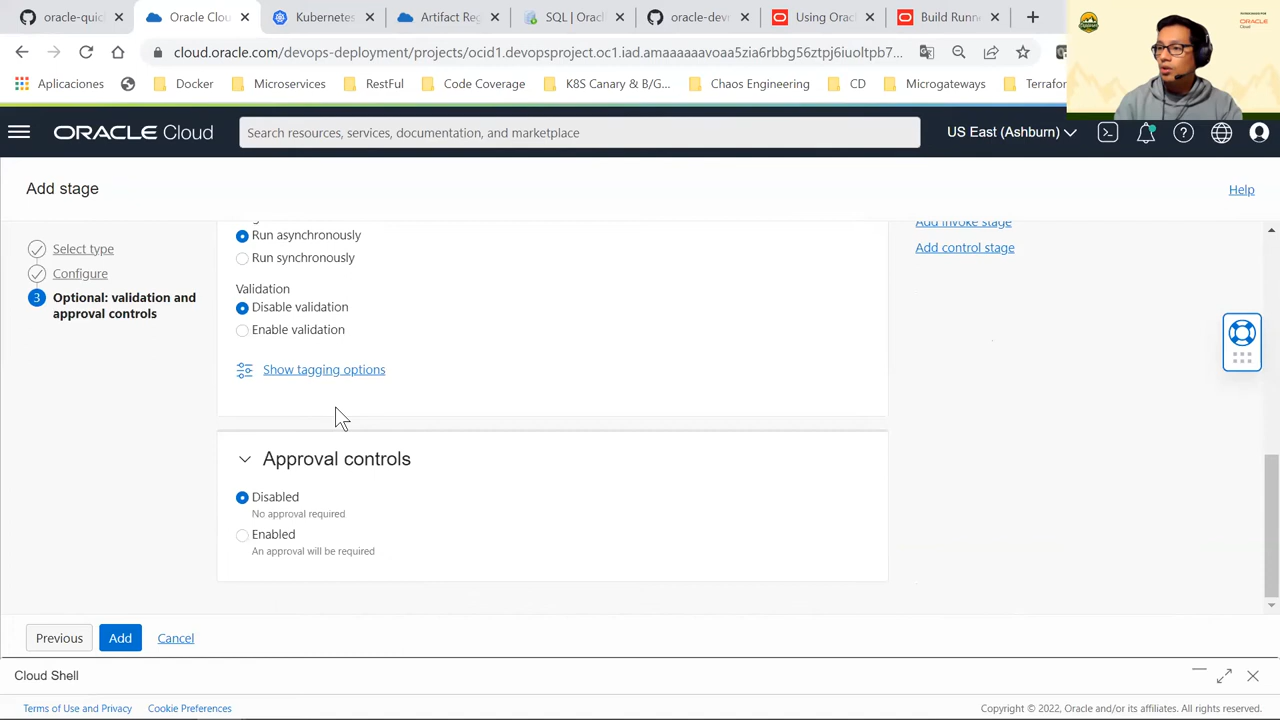 oracle-quic
Oracle Clou
Kubernetes
Artifact Reg
oracle-dev
Using Oracl
Build Runne
cloud.oracle.com/devops-deployment/projects/ocid1.devopsproject.oc1.iad.amaaaaaavoaa5zia6rbbg56ztpj6iuoltpb7...
Aplicaciones
Docker
Microservices
RestFul
Code Coverage
K8S Canary & B/G...
Chaos Engineering
CD
Microgateways
Terrafor
ORACLE Cloud
Search resources, services, documentation, and marketplace
US East (Ashburn)
Add stage
Help
Select type
Configure
3
Optional: validation and
approval controls
Run asynchronously
Run synchronously
Validation
Disable validation
Enable validation
Show tagging options
Add invoke stage
Add control stage
Approval controls
Disabled
No approval required
Enabled
An approval will be required
Previous
Add
Cancel
Cloud Shell
Terms of Use and Privacy
Cookie Preferences
Copyright © 2022, Oracle and/or its affiliates. All rights reserved.
ORACLE
Cloud